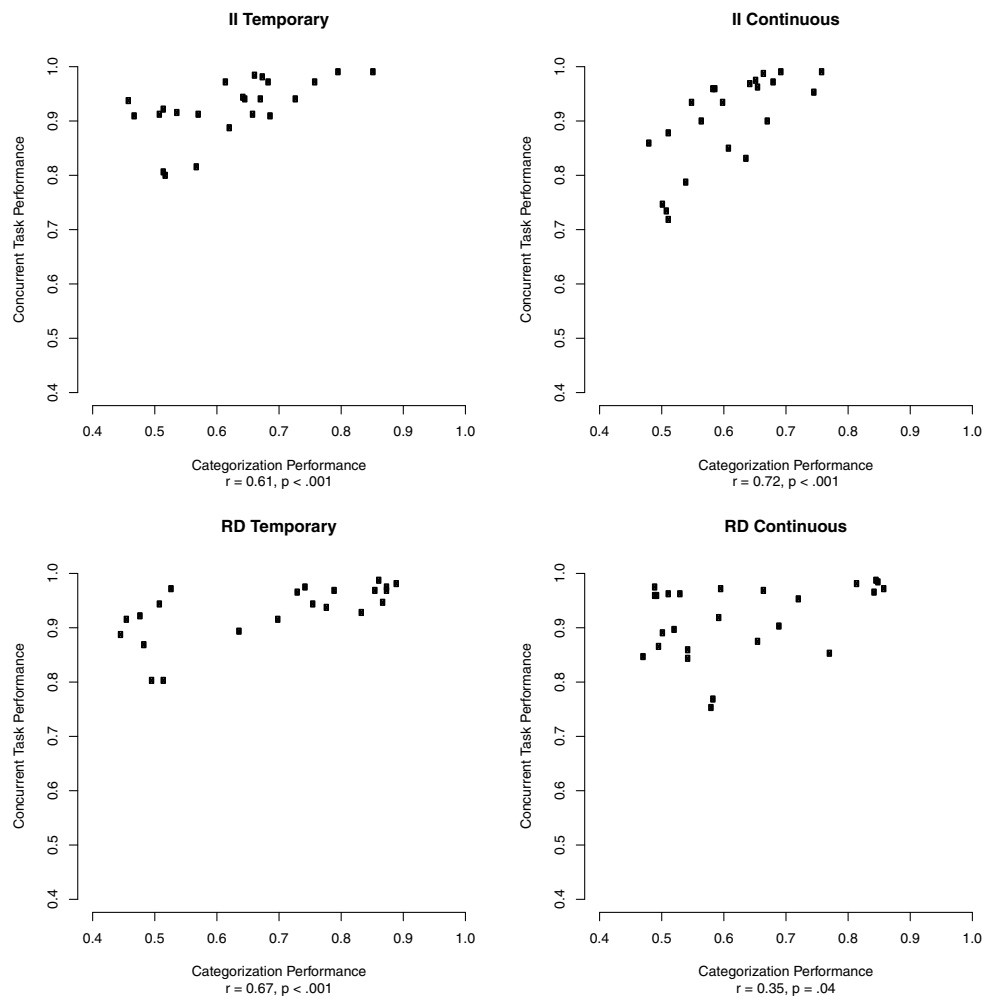 II Temporary
Concurrent Task Performance
1.0
0.9
0.8
0.7
0.6
0.5
0.4
0.4 0.5 0.6 0.7 0.8 0.9 1.0
Categorization Performance
r = 0.61, p < .001
II Continuous
Concurrent Task Performance
1.0
0.9
0.8
0.7
0.6
0.5
0.4
0.4 0.5 0.6 0.7 0.8 0.9 1.0
Categorization Performance
r = 0.72, p < .001
RD Temporary
Concurrent Task Performance
1.0
0.9
0.8
0.7
0.6
0.5
0.4
0.4 0.5 0.6 0.7 0.8 0.9 1.0
Categorization Performance
r = 0.67, p < .001
RD Continuous
Concurrent Task Performance
1.0
0.9
0.8
0.7
0.6
0.5
0.4
0.4 0.5 0.6 0.7 0.8 0.9 1.0
Categorization Performance
r = 0.35, p = .04